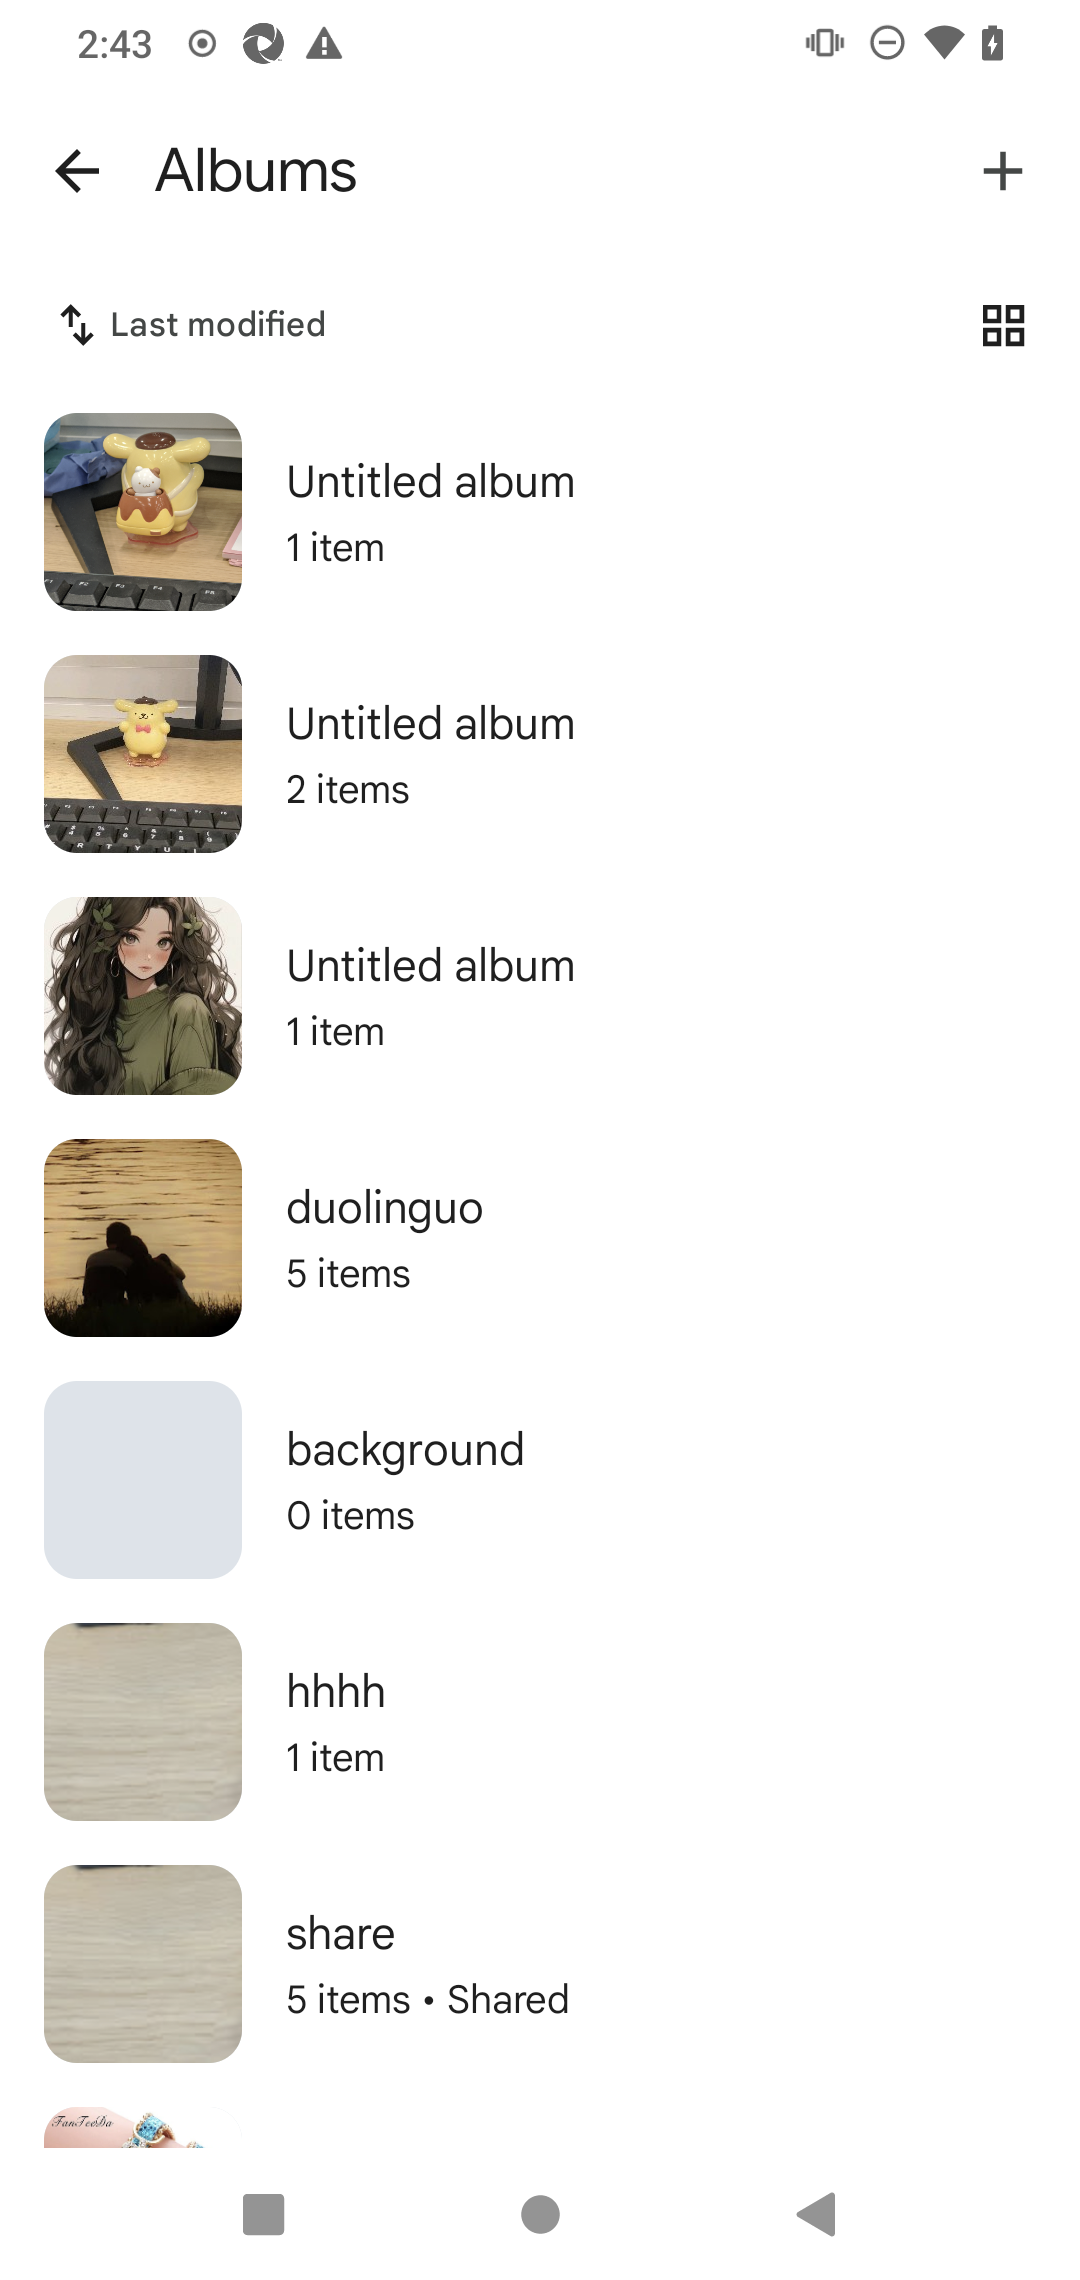 2:43
Albums
Last modified
Untitled album
1 item
Untitled album
2 items
Untitled album
1 item
duolinguo
5 items
background
0 items
hhhh
1 item
share
5 items • Shared
FanTeeDa